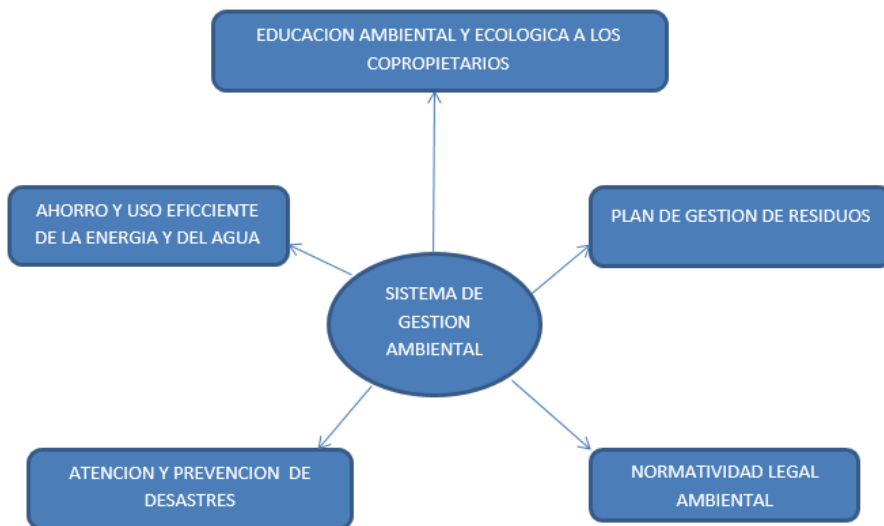 EDUCACION AMBIENTAL Y ECOLOGICA A LOS
COPROPIETARIOS
AHORRO Y USO EFICCIENTE
DE LA ENERGIA Y DEL AGUA
PLAN DE GESTION DE RESIDUOS
SISTEMA DE
GESTION
AMBIENTAL
ATENCION Y PREVENCION DE
DESASTRES
NORMATIVIDAD LEGAL
AMBIENTAL